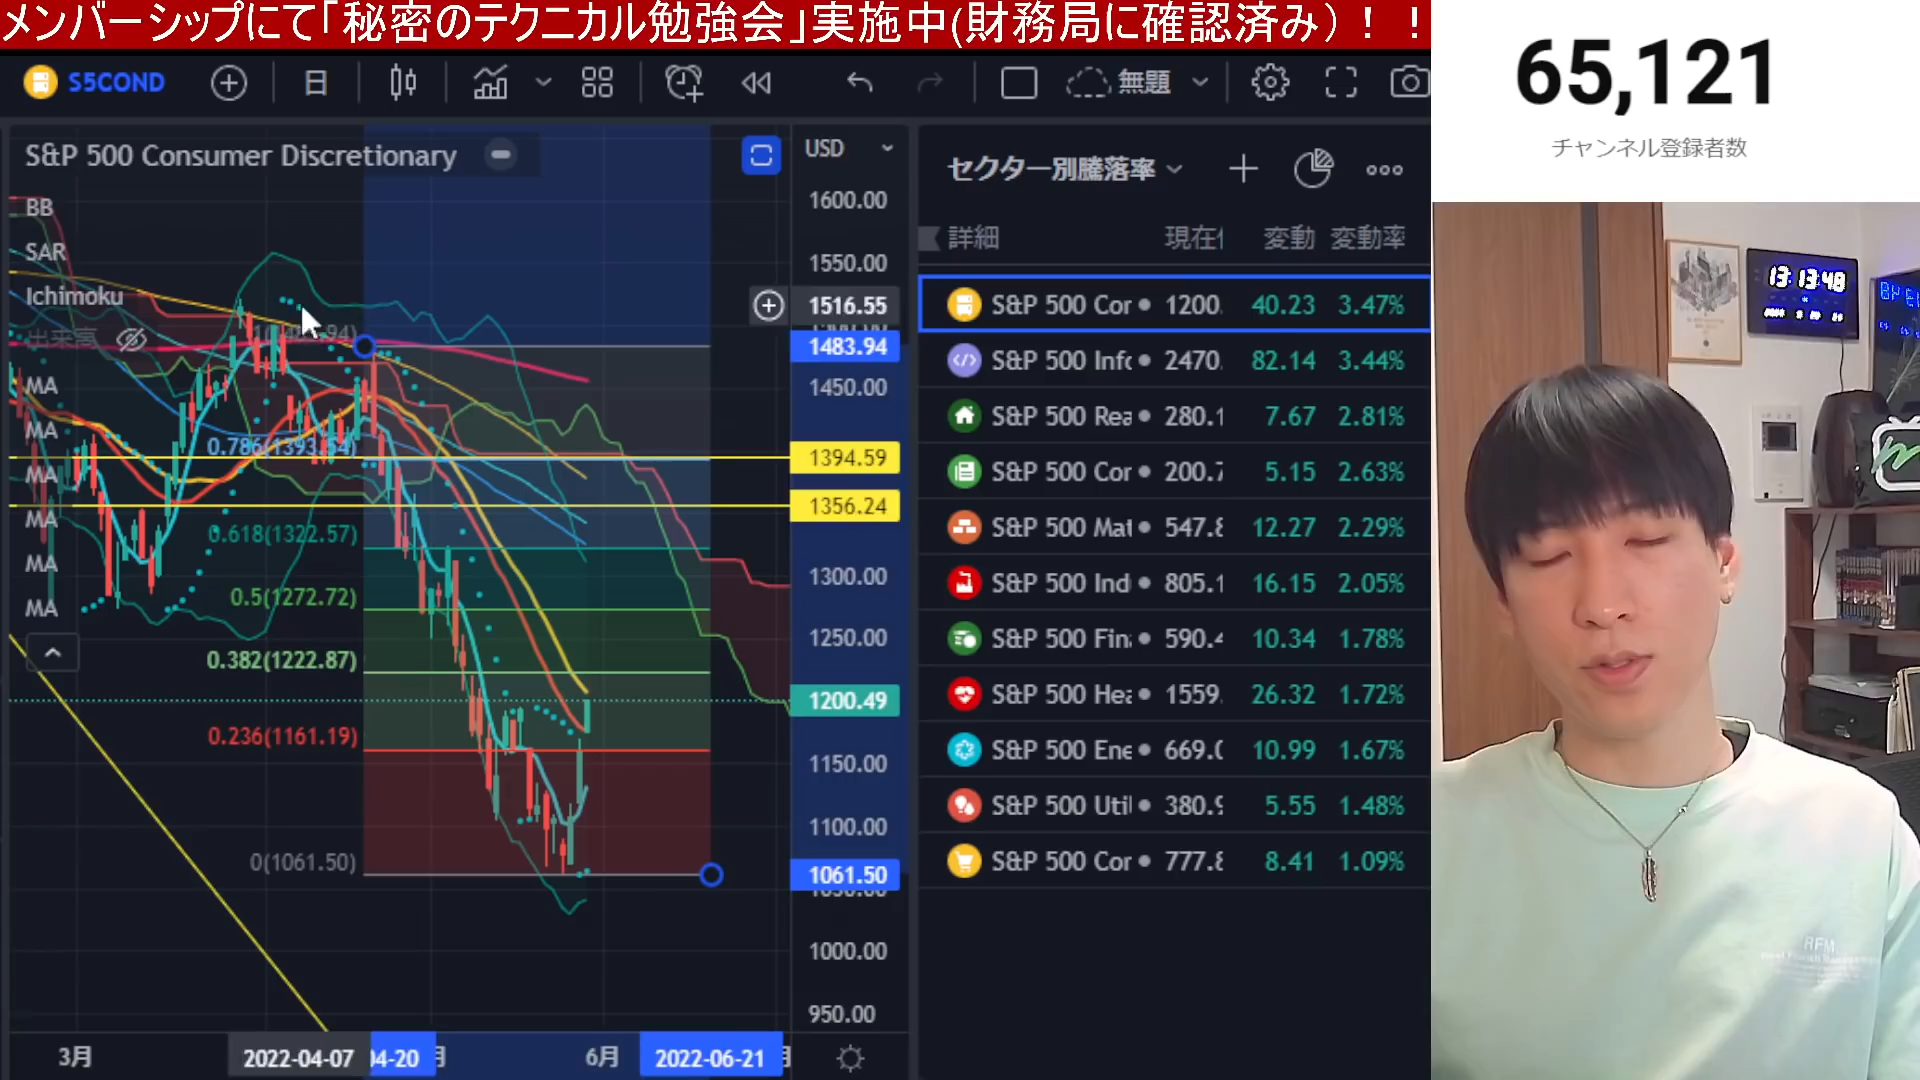 メンバーシップにて「秘密のテクニカル勉強会」実施中(財務局に確認済み)！！
65,121
チャンネル登録者数
S5COND
日
無題
S&P 500 Consumer Discretionary
USD
BB
SAR
Ichimoku
出来高
MA
MA
MA
MA
MA
MA
0.786(1393.54)
0.618(1322.57)
0.5(1272.72)
0.382(1222.87)
0.236(1161.19)
0(1061.50)
1600.00
1550.00
1516.55
1483.94
1450.00
1394.59
1356.24
1300.00
1250.00
1200.49
1150.00
1100.00
1061.50
1000.00
950.00
3月
2022-04-07
04-20
6月
2022-06-21
セクター別騰落率
詳細 現在 変動 変動率
S&P 500 Cor 1200. 40.23 3.47%
S&P 500 Info 2470. 82.14 3.44%
S&P 500 Rea 280.1 7.67 2.81%
S&P 500 Cor 200.7 5.15 2.63%
S&P 500 Mat 547.8 12.27 2.29%
S&P 500 Ind 805.1 16.15 2.05%
S&P 500 Fin 590.4 10.34 1.78%
S&P 500 Hea 1559. 26.32 1.72%
S&P 500 Ene 669.0 10.99 1.67%
S&P 500 Util 380.9 5.55 1.48%
S&P 500 Cor 777.8 8.41 1.09%
13:13:48
RFM